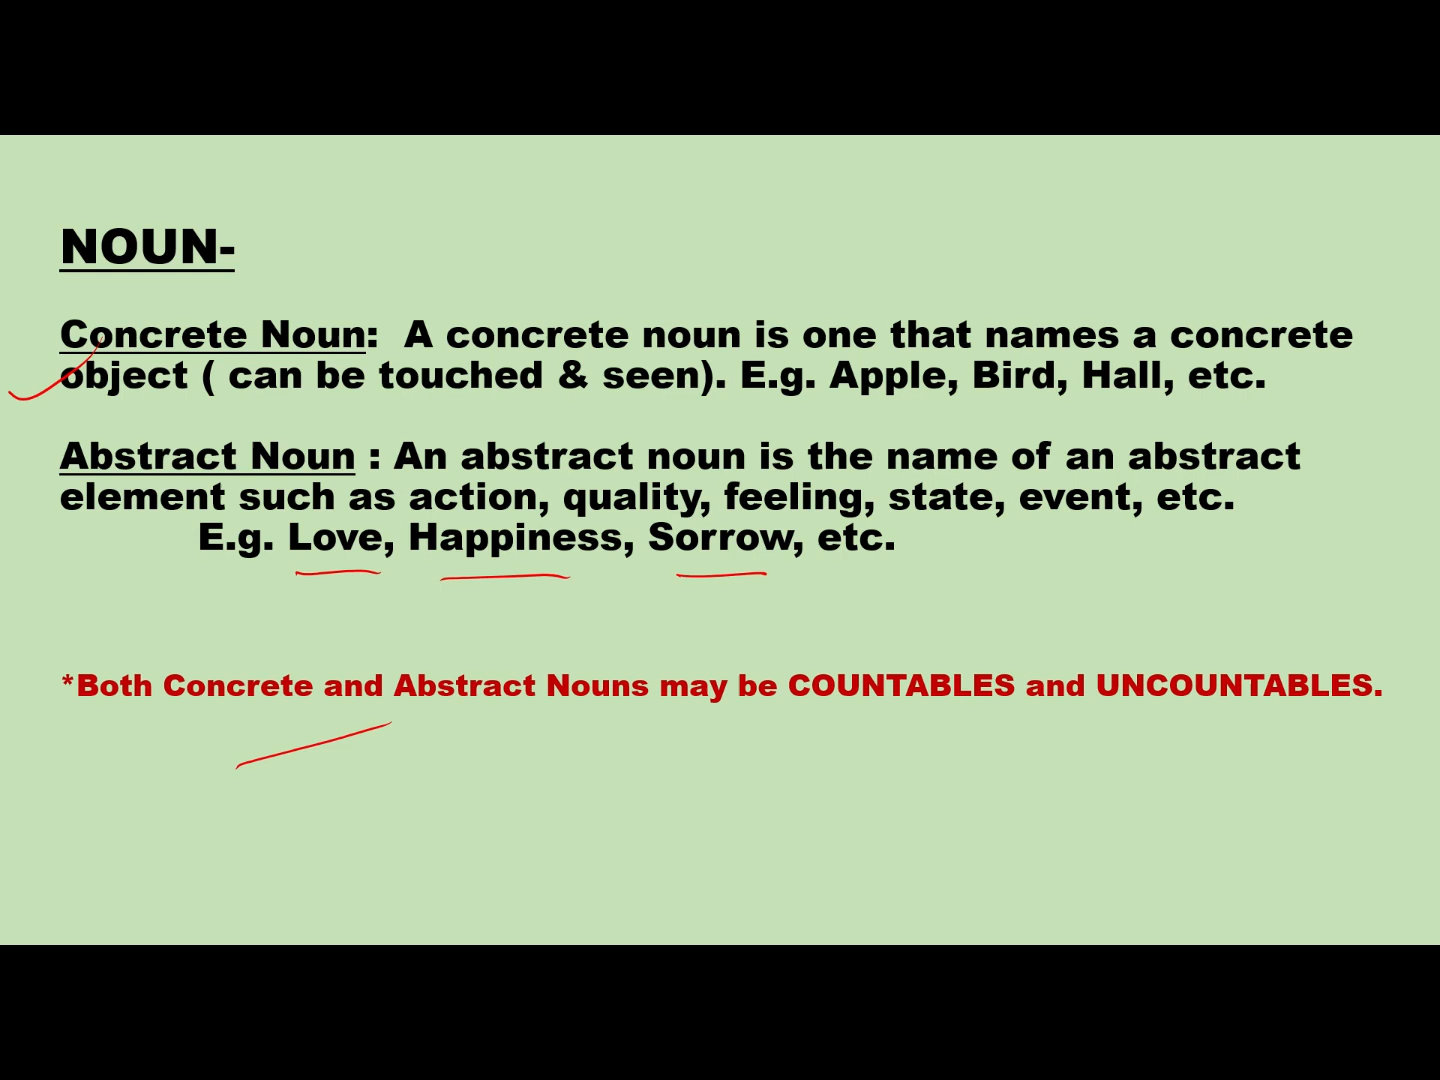 NOUN-
Concrete Noun:  A concrete noun is one that names a concrete
object ( can be touched & seen). E.g. Apple, Bird, Hall, etc.
Abstract Noun : An abstract noun is the name of an abstract
element such as action, quality, feeling, state, event, etc.
E.g. Love, Happiness, Sorrow, etc.
*Both Concrete and Abstract Nouns may be COUNTABLES and UNCOUNTABLES.